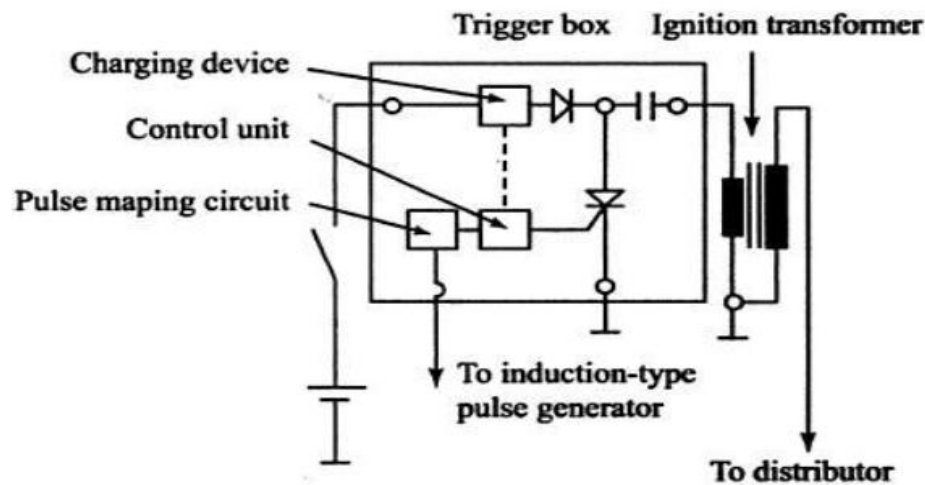 Trigger box
Ignition transformer
Charging device
Control unit
Pulse maping circuit
To induction-type
pulse generator
To distributor